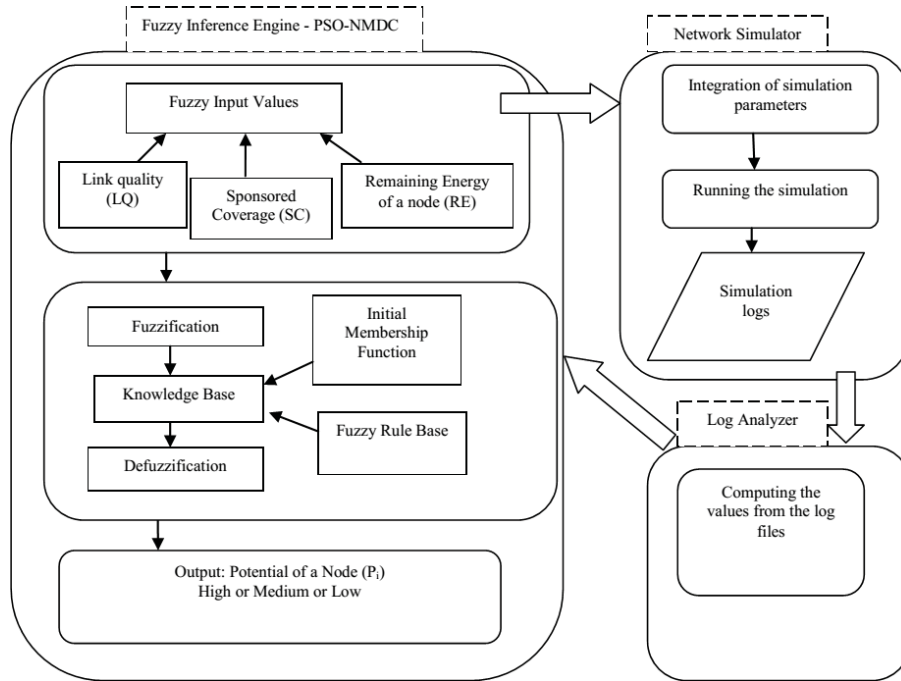 Fuzzy Inference Engine - PSO-NMDC
Fuzzy Input Values
Link quality
(LQ)
Sponsored
Coverage (SC)
Remaining Energy
of a node (RE)
Fuzzification
Initial
Membership
Function
Knowledge Base
Fuzzy Rule Base
Defuzzification
Output: Potential of a Node (Pi)
High or Medium or Low
Network Simulator
Integration of simulation
parameters
Running the simulation
Simulation
logs
Log Analyzer
Computing the
values from the log
files